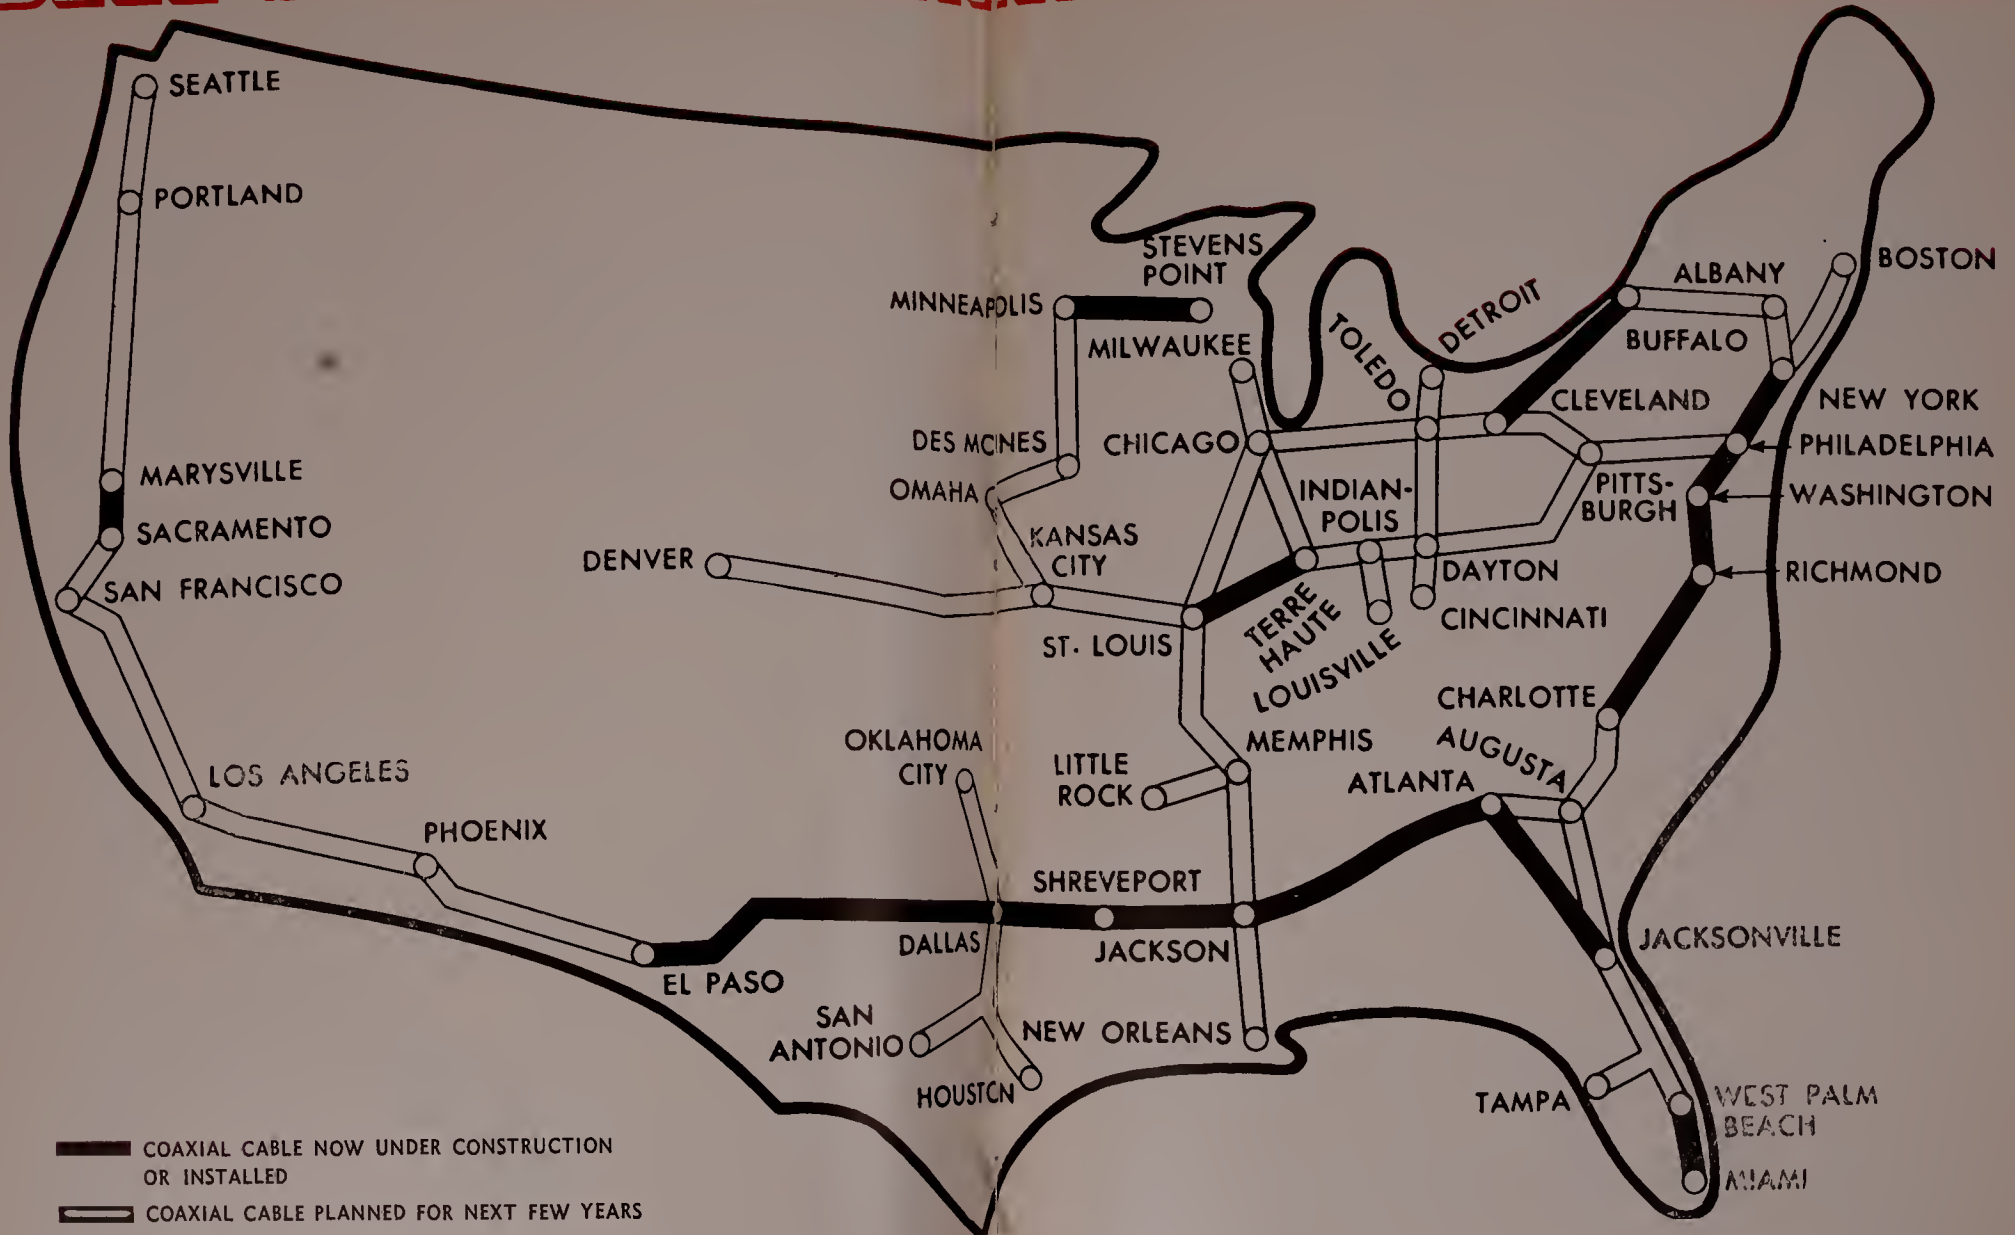 SEATTLE
PORTLAND
MARYSVILLE
SACRAMENTO
SAN FRANCISCO
LOS ANGELES
PHOENIX
EL PASO
DENVER
MINNEAPOLIS
STEVENS
POINT
MILWAUKEE
DES MOINES
OMAHA
KANSAS
CITY
CHICAGO
ST. LOUIS
TOLEDO
DETROIT
INDIAN-
POLIS
TERRE
HAUTE
LOUISVILLE
DAYTON
CINCINNATI
CLEVELAND
PITTS-
BURGH
BUFFALO
ALBANY
BOSTON
NEW YORK
PHILADELPHIA
WASHINGTON
RICHMOND
CHARLOTTE
AUGUSTA
ATLANTA
OKLAHOMA
CITY
LITTLE
ROCK
MEMPHIS
SHREVEPORT
DALLAS
JACKSON
SAN
ANTONIO
HOUSTON
NEW ORLEANS
JACKSONVILLE
TAMPA
WEST PALM
BEACH
MIAMI
COAXIAL CABLE NOW UNDER CONSTRUCTION
OR INSTALLED
COAXIAL CABLE PLANNED FOR NEXT FEW YEARS